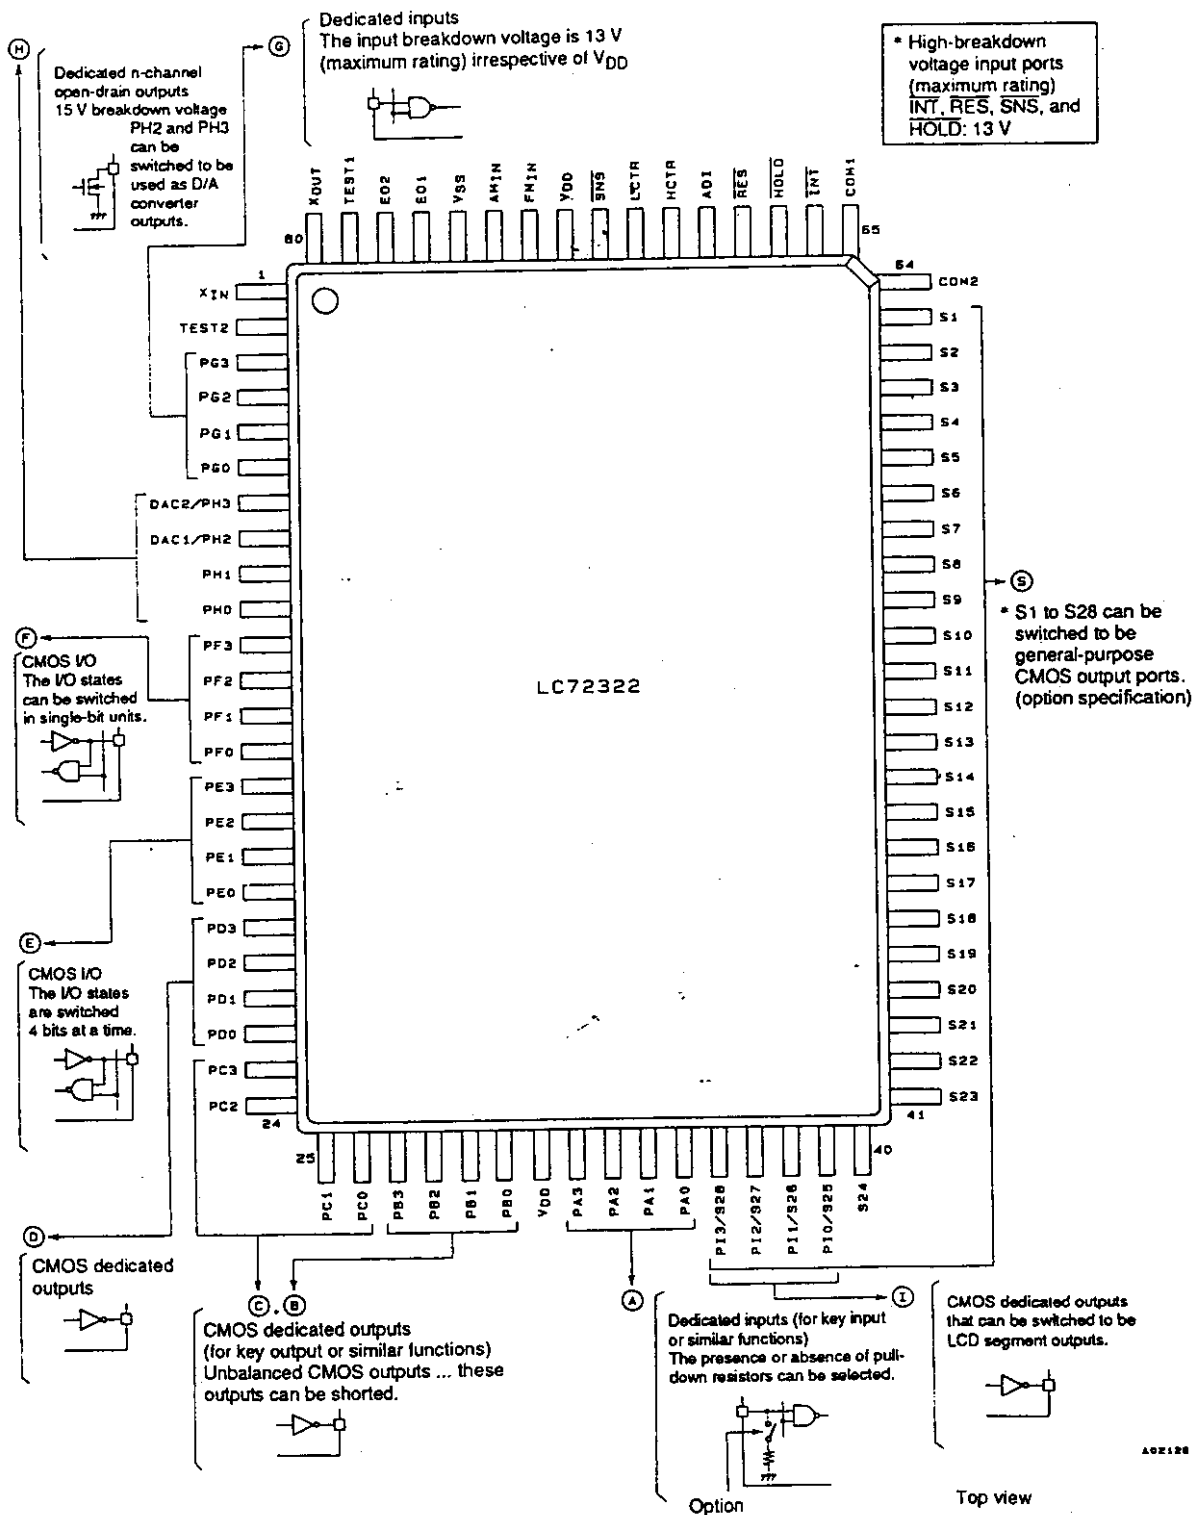 H
Dedicated n-channel
open-drain outputs
15 V breakdown voltage
PH2 and PH3
can be
switched to be
used as D/A
converter
outputs.
G
Dedicated inputs
The input breakdown voltage is 13 V
(maximum rating) irrespective of VDD
* High-breakdown
voltage input ports
(maximum rating)
INT, RES, SNS, and
HOLD: 13 V
XOUT
TEST1
EO2
EO1
VSS
AMIN
FMIN
VDD
SNS
LCTR
HCTR
ADI
RES
HOLD
INT
COM1
80
65
1
64
XIN
TEST2
PG3
PG2
PG1
PG0
DAC2/PH3
DAC1/PH2
PH1
PH0
PF3
PF2
PF1
PF0
PE3
PE2
PE1
PE0
PD3
PD2
PD1
PD0
PC3
PC2
24
COM2
S1
S2
S3
S4
S5
S6
S7
S8
S9
S10
S11
S12
S13
S14
S15
S16
S17
S18
S19
S20
S21
S22
S23
41
LC72322
S
* S1 to S28 can be
switched to be
general-purpose
CMOS output ports.
(option specification)
F
CMOS I/O
The I/O states
can be switched
in single-bit units.
E
CMOS I/O
The I/O states
are switched
4 bits at a time.
25
40
PC1
PC0
PB3
PB2
PB1
PB0
VDD
PA3
PA2
PA1
PA0
PI3/S28
PI2/S27
PI1/S26
PI0/S25
S24
D
CMOS dedicated
outputs
C, B
CMOS dedicated outputs
(for key output or similar functions)
Unbalanced CMOS outputs ... these
outputs can be shorted.
A
Dedicated inputs (for key input
or similar functions)
The presence or absence of pull-
down resistors can be selected.
Option
I
CMOS dedicated outputs
that can be switched to be
LCD segment outputs.
A02128
Top view